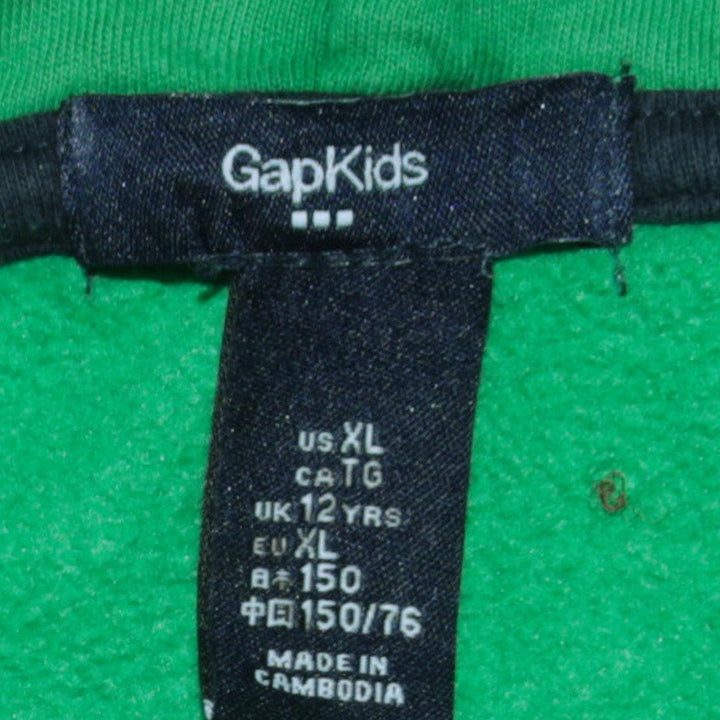 GapKids
US XL
CA TG
UK 12 YRS
EU XL
日本 150
中国 150/76
MADE IN
CAMBODIA